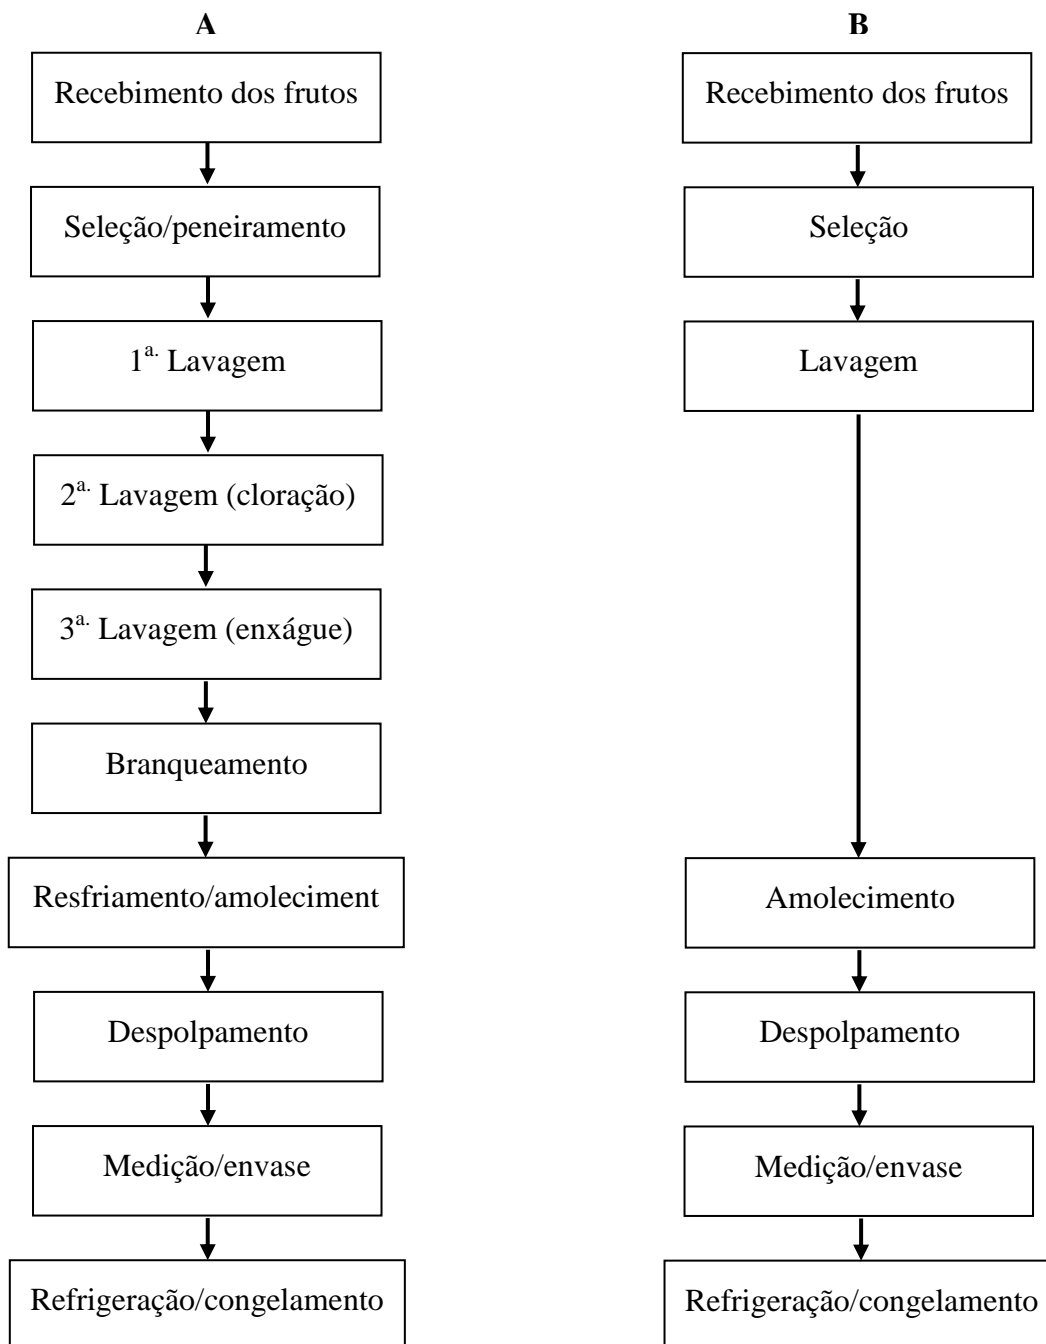 A
Recebimento dos frutos
Seleção/peneiramento
1ª. Lavagem
2ª. Lavagem (cloração)
3ª. Lavagem (enxágue)
Branqueamento
Resfriamento/amoleciment
Despolpamento
Medição/envase
Refrigeração/congelamento
B
Recebimento dos frutos
Seleção
Lavagem
Amolecimento
Despolpamento
Medição/envase
Refrigeração/congelamento